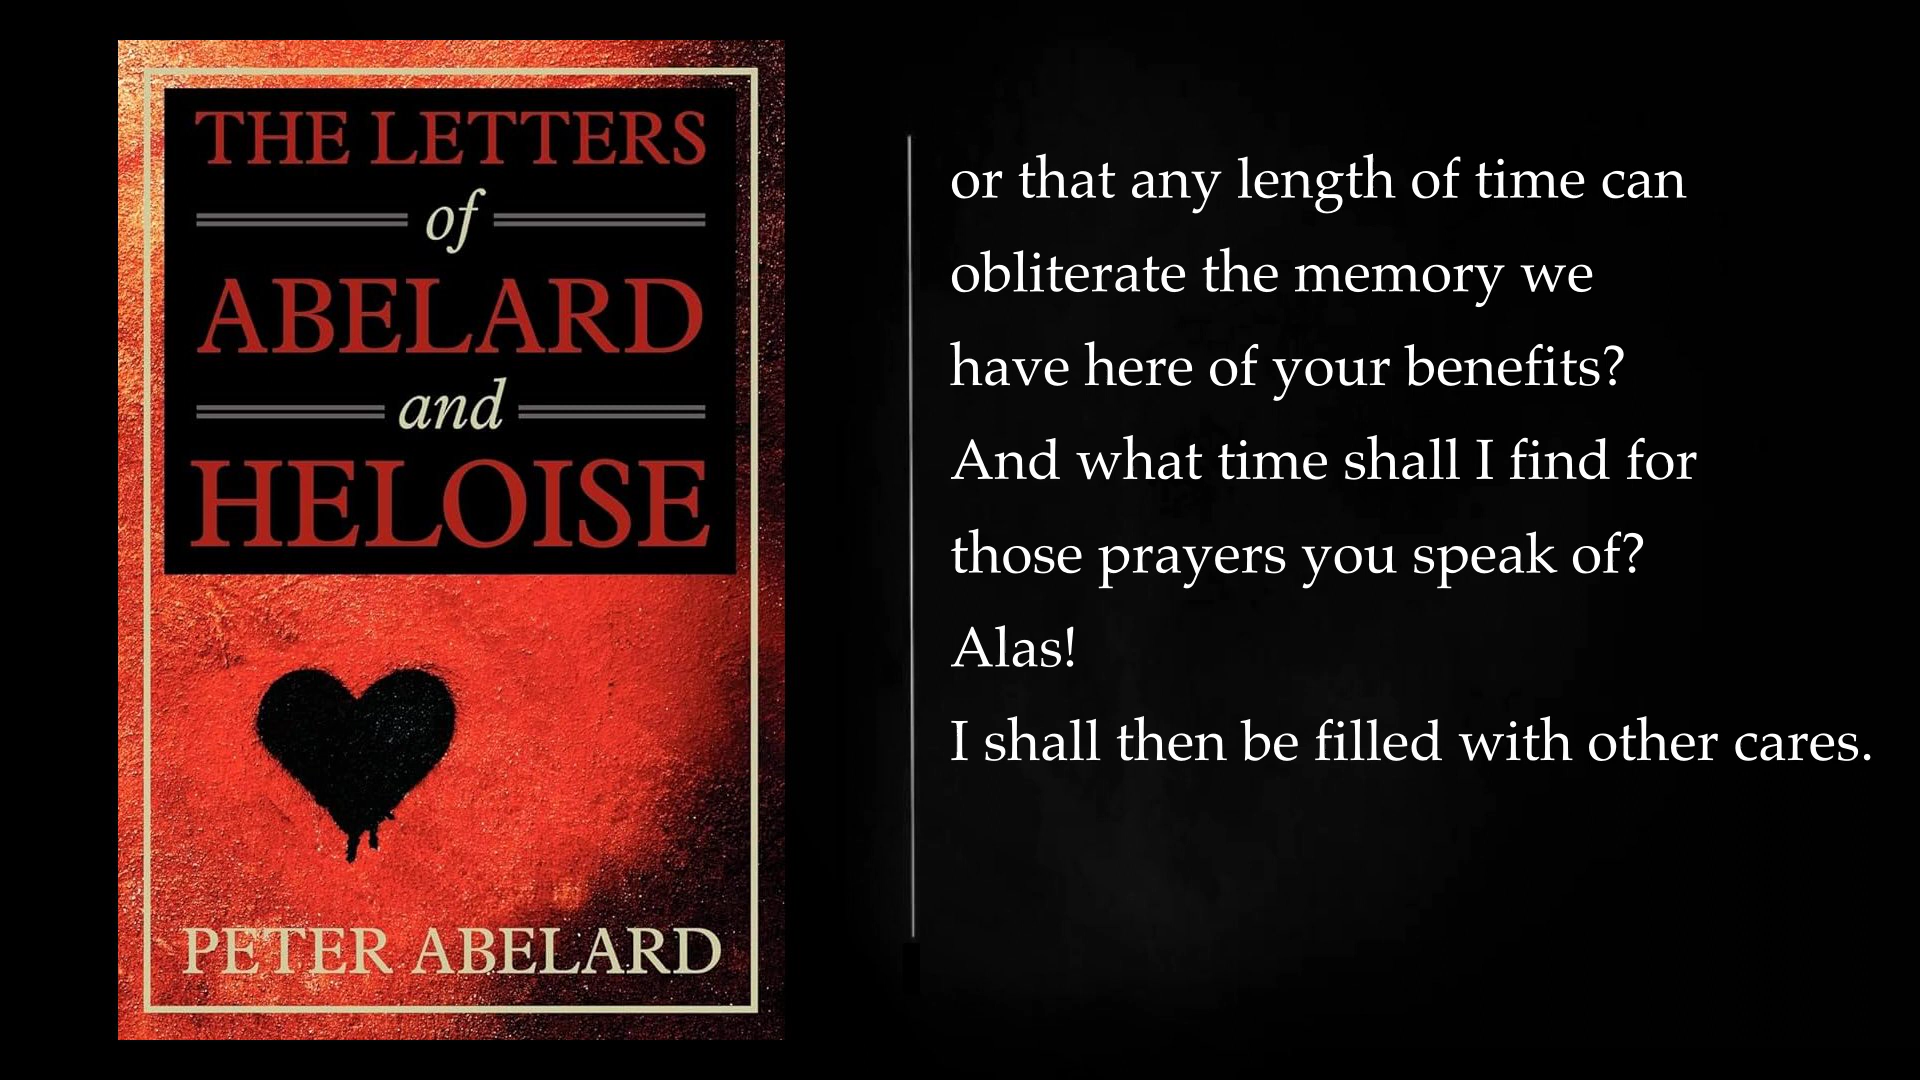 THE LETTERS
of
ABELARD
and
HELOISE
PETER ABELARD
or that any length of time can
obliterate the memory we
have here of your benefits?
And what time shall I find for
those prayers you speak of?
Alas!
I shall then be filled with other cares.